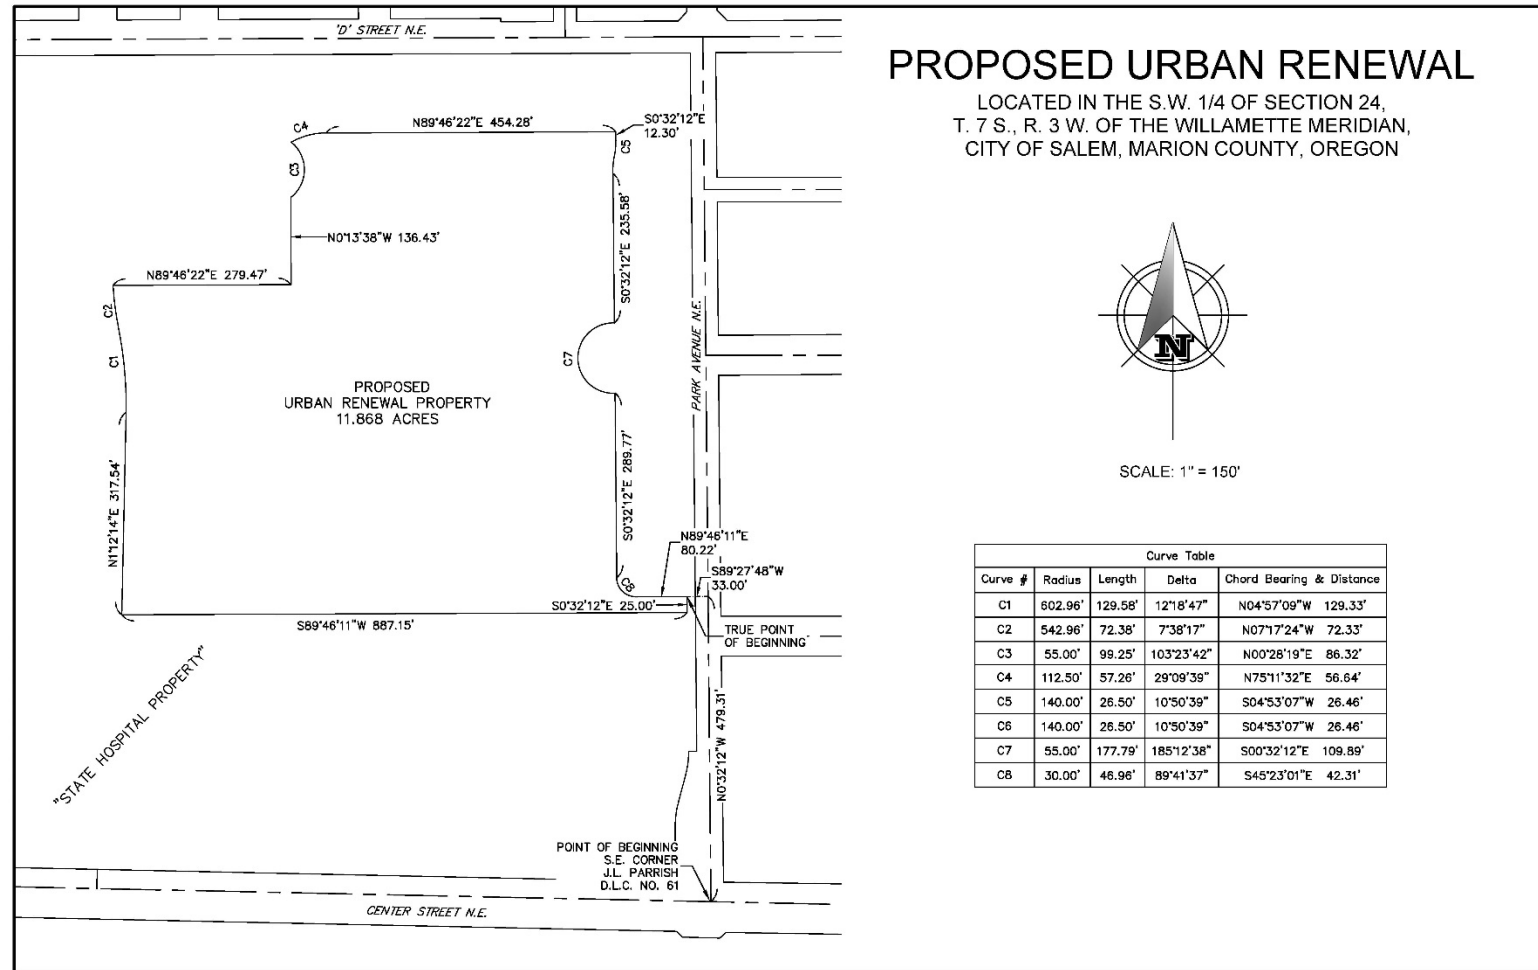 'D' STREET N.E.
PROPOSED URBAN RENEWAL
LOCATED IN THE S.W. 1/4 OF SECTION 24,
T. 7 S., R. 3 W. OF THE WILLAMETTE MERIDIAN,
CITY OF SALEM, MARION COUNTY, OREGON
C4
N89°46'22"E 454.28'
S0°32'12"E
12.30'
C5
C3
N0°13'38"W 136.43'
S0°32'12"E 235.58'
N89°46'22"E 279.47'
C2
C1
C7
PARK AVENUE N.E.
N
PROPOSED
URBAN RENEWAL PROPERTY
11.868 ACRES
SCALE: 1" = 150'
N1°12'14"E 317.54'
S0°32'12"E 289.77'
N89°46'11"E
80.22'
S89°27'48"W
33.00'
C8
S0°32'12"E 25.00'
S89°46'11"W 887.15'
TRUE POINT
OF BEGINNING
Curve Table
Curve # Radius Length Delta Chord Bearing & Distance
C1 602.96' 129.58' 12°18'47" N04°57'09"W 129.33'
C2 542.96' 72.38' 7°38'17" N07°17'24"W 72.33'
C3 55.00' 99.25' 103°23'42" N00°28'19"E 86.32'
C4 112.50' 57.26' 29°09'39" N75°11'32"E 56.64'
C5 140.00' 26.50' 10°50'39" S04°53'07"W 26.46'
C6 140.00' 26.50' 10°50'39" S04°53'07"W 26.46'
C7 55.00' 177.79' 185°12'38" S00°32'12"E 109.89'
C8 30.00' 46.96' 89°41'37" S45°23'01"E 42.31'
"STATE HOSPITAL PROPERTY"
N0°32'12"W 479.31'
POINT OF BEGINNING
S.E. CORNER
J.L. PARRISH
D.L.C. NO. 61
CENTER STREET N.E.